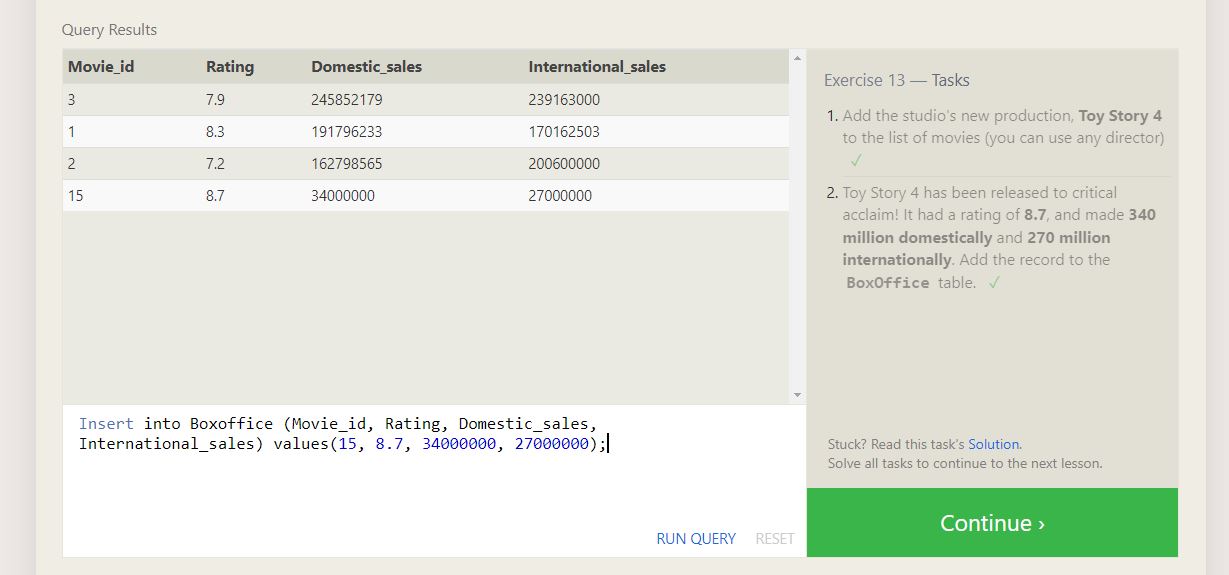 Query Results
Movie_id Rating Domestic_sales International_sales
3 7.9 245852179 239163000
1 8.3 191796233 170162503
2 7.2 162798565 200600000
15 8.7 34000000 27000000
Insert into Boxoffice (Movie_id, Rating, Domestic_sales,
International_sales) values(15, 8.7, 34000000, 27000000);
RUN QUERY RESET
Exercise 13 — Tasks
1. Add the studio's new production, Toy Story 4
to the list of movies (you can use any director)
✓
2. Toy Story 4 has been released to critical
acclaim! It had a rating of 8.7, and made 340
million domestically and 270 million
internationally. Add the record to the
BoxOffice table. ✓
Stuck? Read this task's Solution.
Solve all tasks to continue to the next lesson.
Continue ›